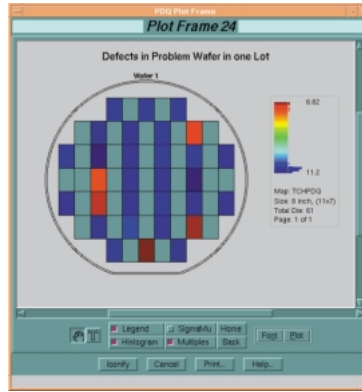 PDQ Plot Frame
Plot Frame 24
Defects in Problem Wafer in one Lot
Wafer 1
6.82
11.2
Map: TCHPDQ
Size: 8 inch, (11x7)
Total Die: 61
Page: 1 of 1
Legend SigmaMu Home
Histogram Multiples Back
Font Plot
Iconify Cancel Print... Help...